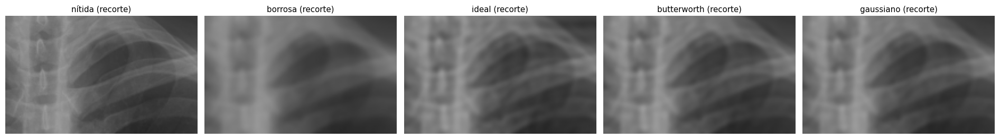 nítida (recorte)
borrosa (recorte)
ideal (recorte)
butterworth (recorte)
gaussiano (recorte)